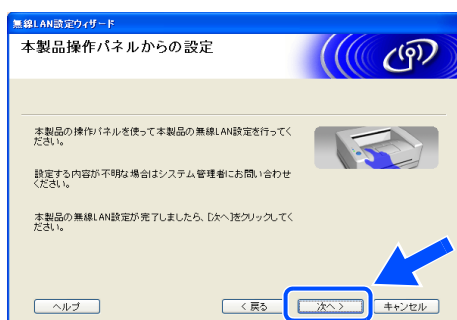 無線LAN設定ウィザード
本製品操作パネルからの設定
本製品の操作パネルを使って本製品の無線LAN設定を行ってく
ださい。
設定する内容が不明な場合はシステム管理者にお問い合わせ
ください。
本製品の無線LAN設定が完了しましたら、[次へ]をクリックしてく
ださい。
ヘルプ
< 戻る
次へ >
キャンセル